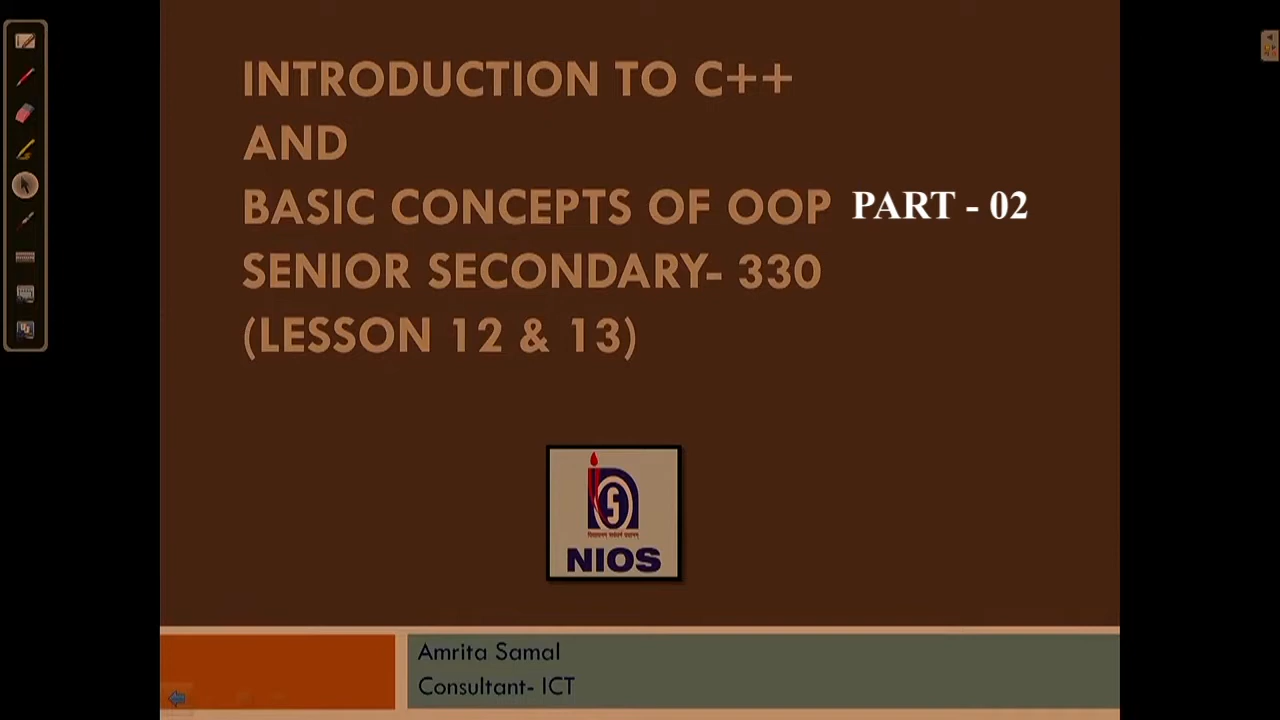 INTRODUCTION TO C++
AND
BASIC CONCEPTS OF OOP PART - 02
SENIOR SECONDARY- 330
(LESSON 12 & 13)
NIOS
Amrita Samal
Consultant- ICT